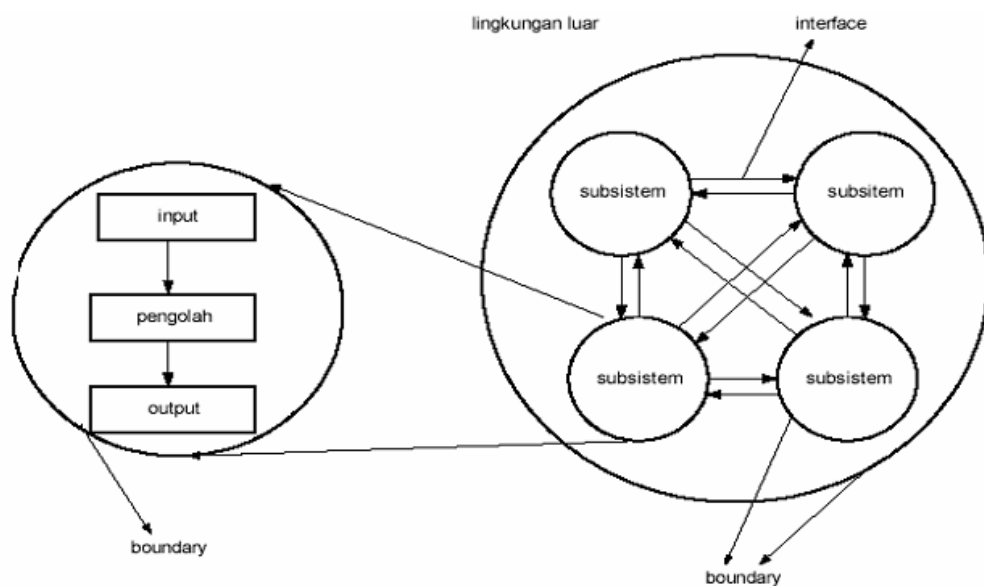 lingkungan luar
interface
subsistem
subsitem
input
pengolah
output
subsistem
subsistem
boundary
boundary